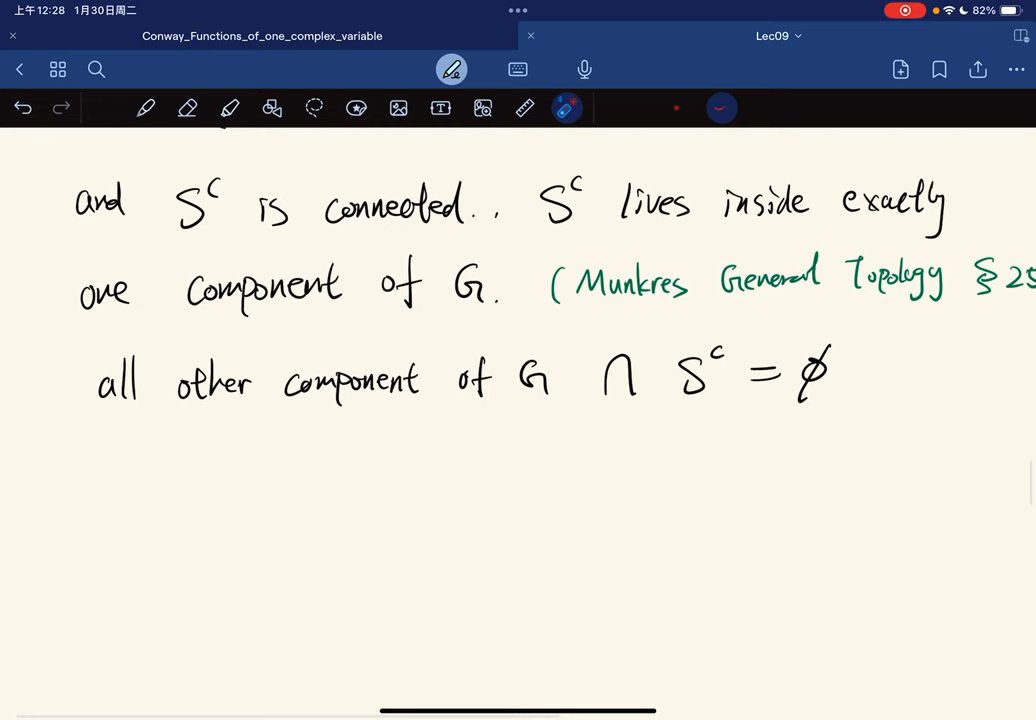 上午12:28 1月30日周二
82%
Conway_Functions_of_one_complex_variable
Lec09
and S^c is connected.. S^c lives inside exactly
one component of G. (Munkres General Topology § 25
all other component of G ∩ S^c = ∅